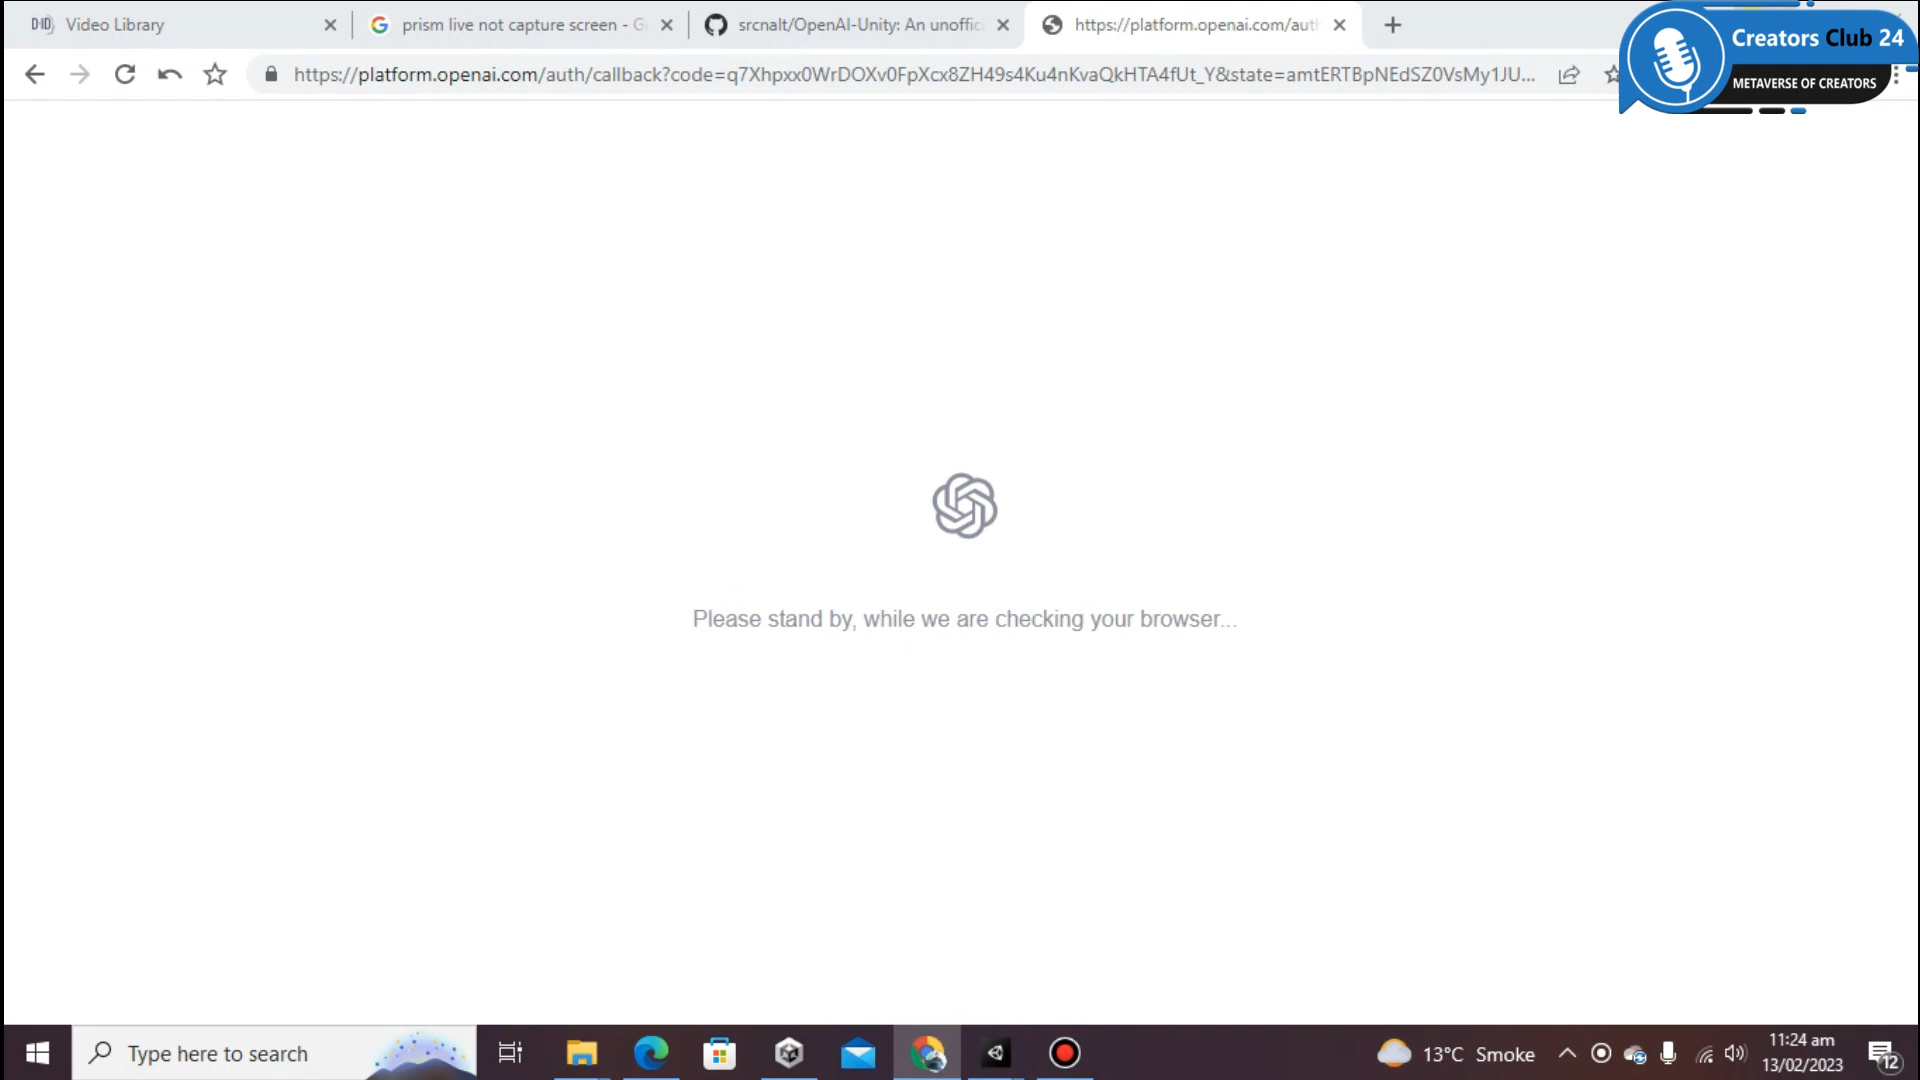 D-ID Video Library
prism live not capture screen - G
srcnalt/OpenAI-Unity: An unoffic
https://platform.openai.com/aut
Creators Club 24
METAVERSE OF CREATORS
https://platform.openai.com/auth/callback?code=q7Xhpxx0WrDOXv0FpXcx8ZH49s4Ku4nKvaQkHTA4fUt_Y&state=amtERTBpNEdSZ0VsMy1JU...
Please stand by, while we are checking your browser...
Type here to search
13°C Smoke
11:24 am
13/02/2023
12